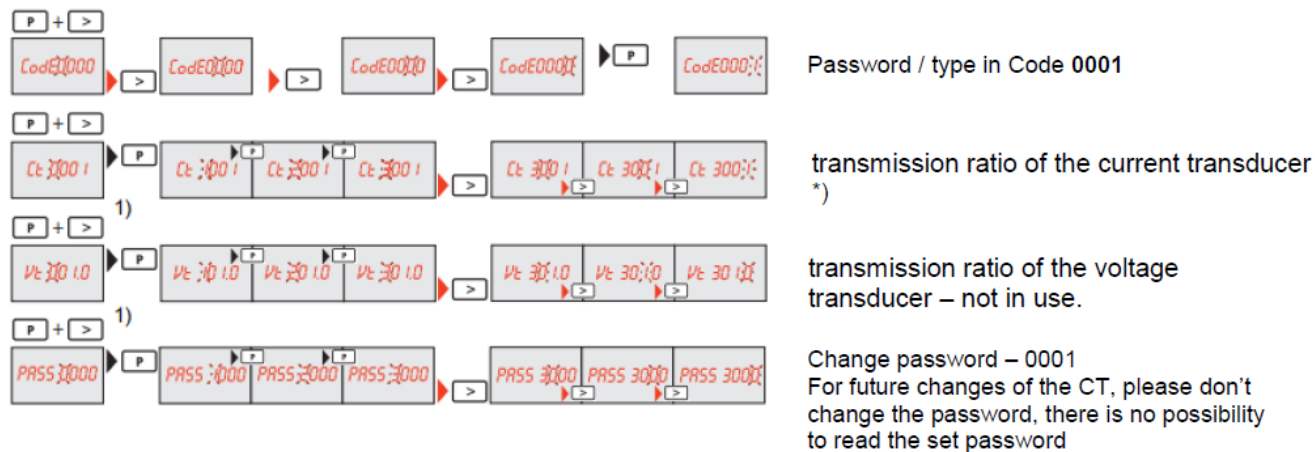 P + >
CodE0000 > CodE0000 > CodE0000 > CodE0000 P CodE0001 Password / type in Code 0001
P + >
Ct 0001 P Ct 1001 P Ct 2001 P Ct 3001 > Ct 3001 > Ct 3001 > Ct 3001 transmission ratio of the current transducer
*)
1)
P + >
Vt 001.0 P Vt 101.0 P Vt 201.0 P Vt 301.0 > Vt 301.0 > Vt 301.0 > Vt 301.0 transmission ratio of the voltage
transducer – not in use.
1)
P + >
PASS 0000 P PASS 1000 P PASS 2000 P PASS 3000 > PASS 3000 > PASS 3000 > PASS 3000 Change password – 0001
For future changes of the CT, please don't
change the password, there is no possibility
to read the set password